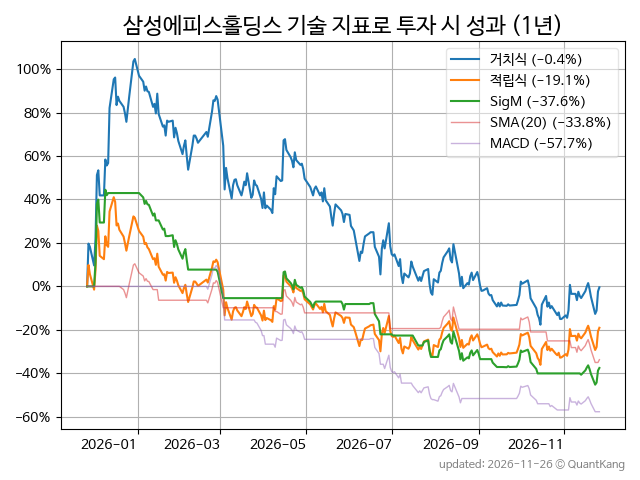 삼성에피스홀딩스 기술 지표로 투자 시 성과 (1년)
거치식 (−0.4%)
적립식 (−19.1%)
SigM (−37.6%)
SMA(20) (−33.8%)
MACD (−57.7%)
100%
80%
60%
40%
20%
0%
−20%
−40%
−60%
2026-01 2026-03 2026-05 2026-07 2026-09 2026-11
updated: 2026-11-26 © QuantKang